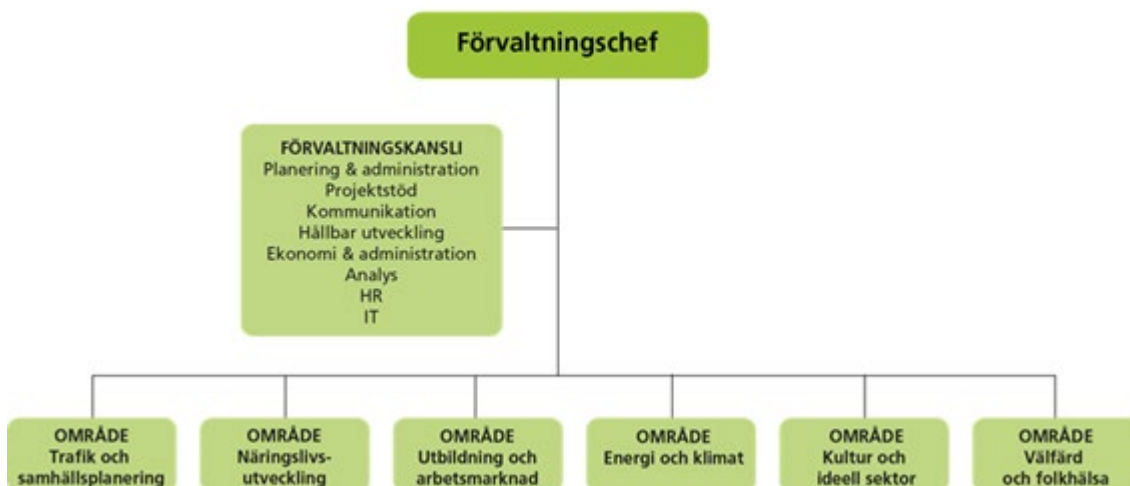 Förvaltningschef
FÖRVALTNINGSKANSLI
Planering & administration
Projektstöd
Kommunikation
Hållbar utveckling
Ekonomi & administration
Analys
HR
IT
OMRÅDE
Trafik och
samhällsplanering
OMRÅDE
Näringslivs-
utveckling
OMRÅDE
Utbildning och
arbetsmarknad
OMRÅDE
Energi och klimat
OMRÅDE
Kultur och
ideell sektor
OMRÅDE
Välfärd
och folkhälsa